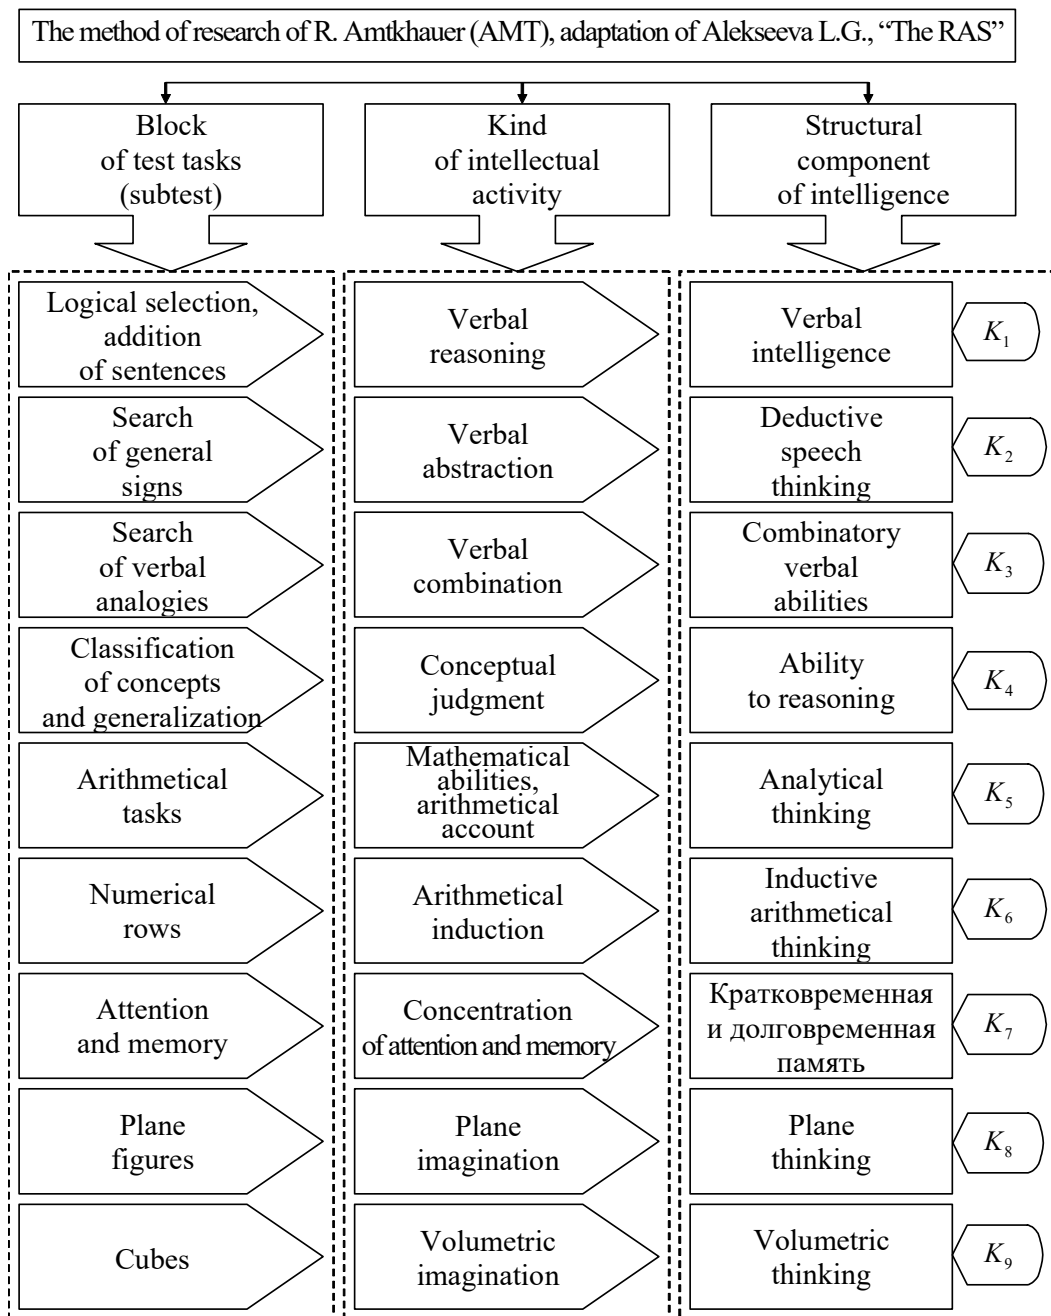 The method of research of R. Amtkhauer (AMT), adaptation of Alekseeva L.G., “The RAS”
Block
of test tasks
(subtest)
Kind
of intellectual
activity
Structural
component
of intelligence
Logical selection,
addition
of sentences
Verbal
reasoning
Verbal
intelligence
K1
Search
of general
signs
Verbal
abstraction
Deductive
speech
thinking
K2
Search
of verbal
analogies
Verbal
combination
Combinatory
verbal
abilities
K3
Classification
of concepts
and generalization
Conceptual
judgment
Ability
to reasoning
K4
Arithmetical
tasks
Mathematical
abilities,
arithmetical
account
Analytical
thinking
K5
Numerical
rows
Arithmetical
induction
Inductive
arithmetical
thinking
K6
Attention
and memory
Concentration
of attention and memory
Кратковременная
и долговременная
память
K7
Plane
figures
Plane
imagination
Plane
thinking
K8
Cubes
Volumetric
imagination
Volumetric
thinking
K9